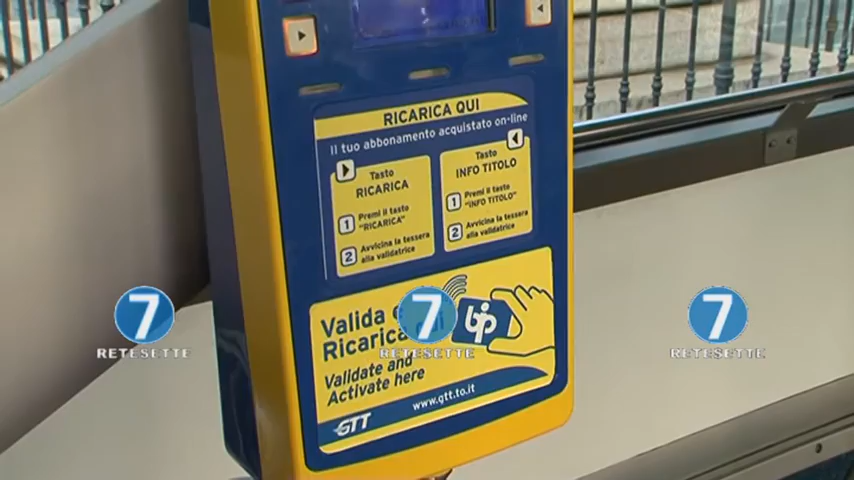 RICARICA QUI
Il tuo abbonamento acquistato on-line
Tasto
RICARICA
1 Premi il tasto
"RICARICA"
2 Avvicina la tessera
alla validatrice
Tasto
INFO TITOLO
1 Premi il tasto
"INFO TITOLO"
2 Avvicina la tessera
alla validatrice
Valida
Ricarica qui
Validate and
Activate here
bip
www.gtt.to.it
GTT
7
RETESETTE
7
RETESETTE
7
RETESETTE